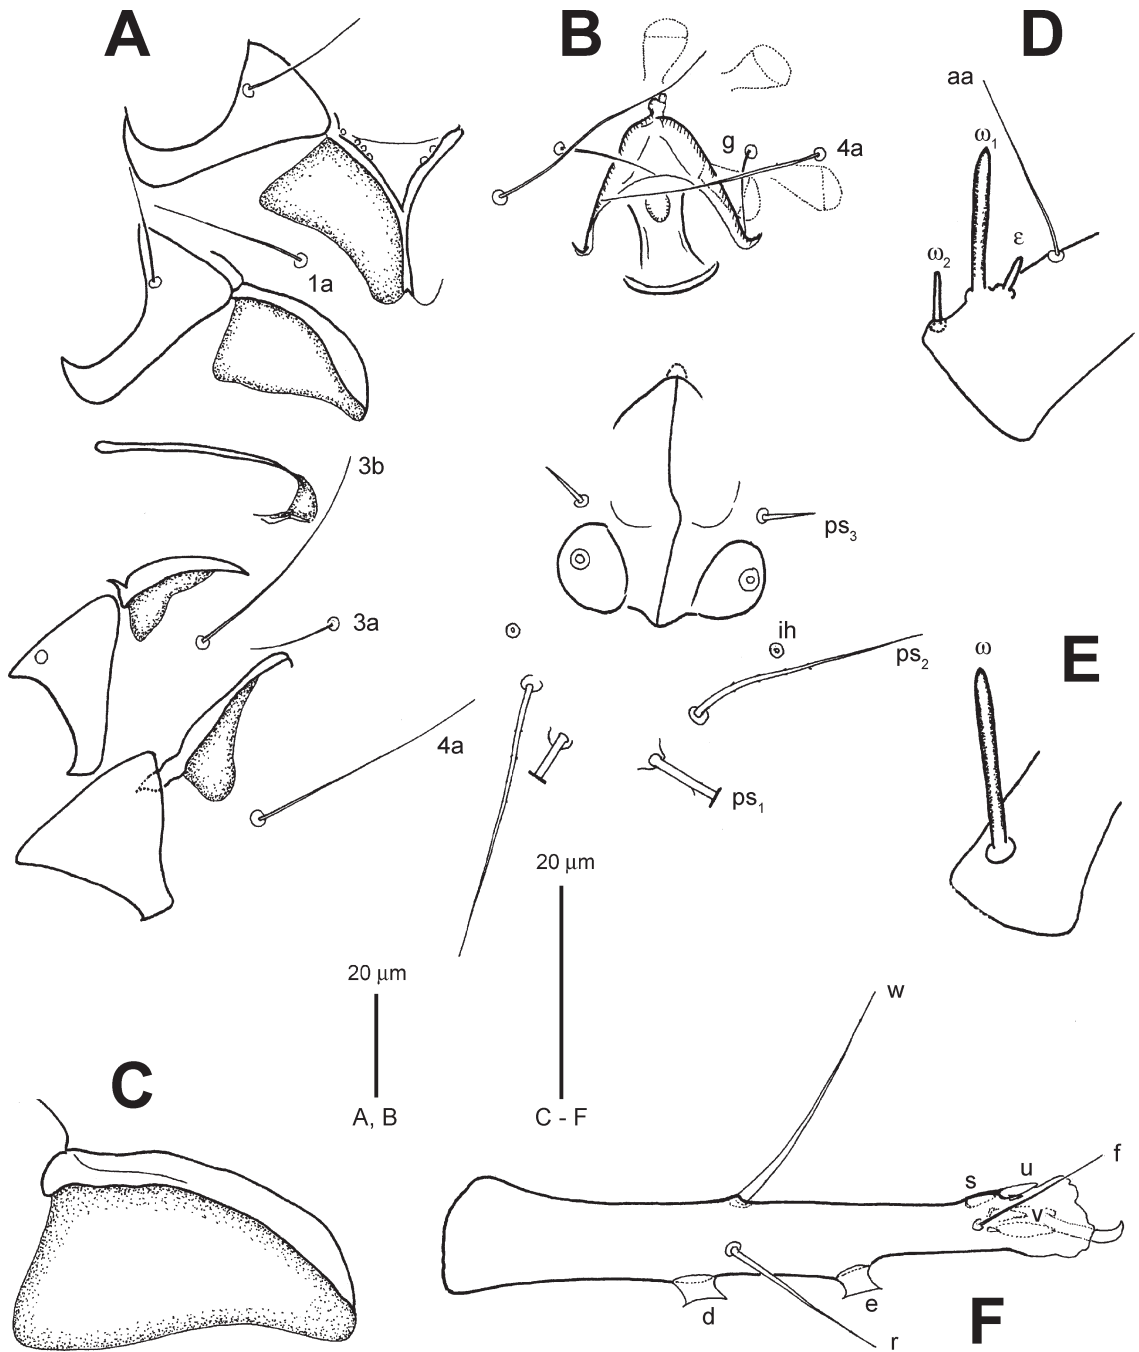 A
B
D
aa
ω1
g
4a
ε
ω2
1a
3b
ps3
3a
ih
ω
ps2
E
4a
ps1
20 μm
20 μm
w
C
A, B
C - F
f
s
u
v
d
e
r
F